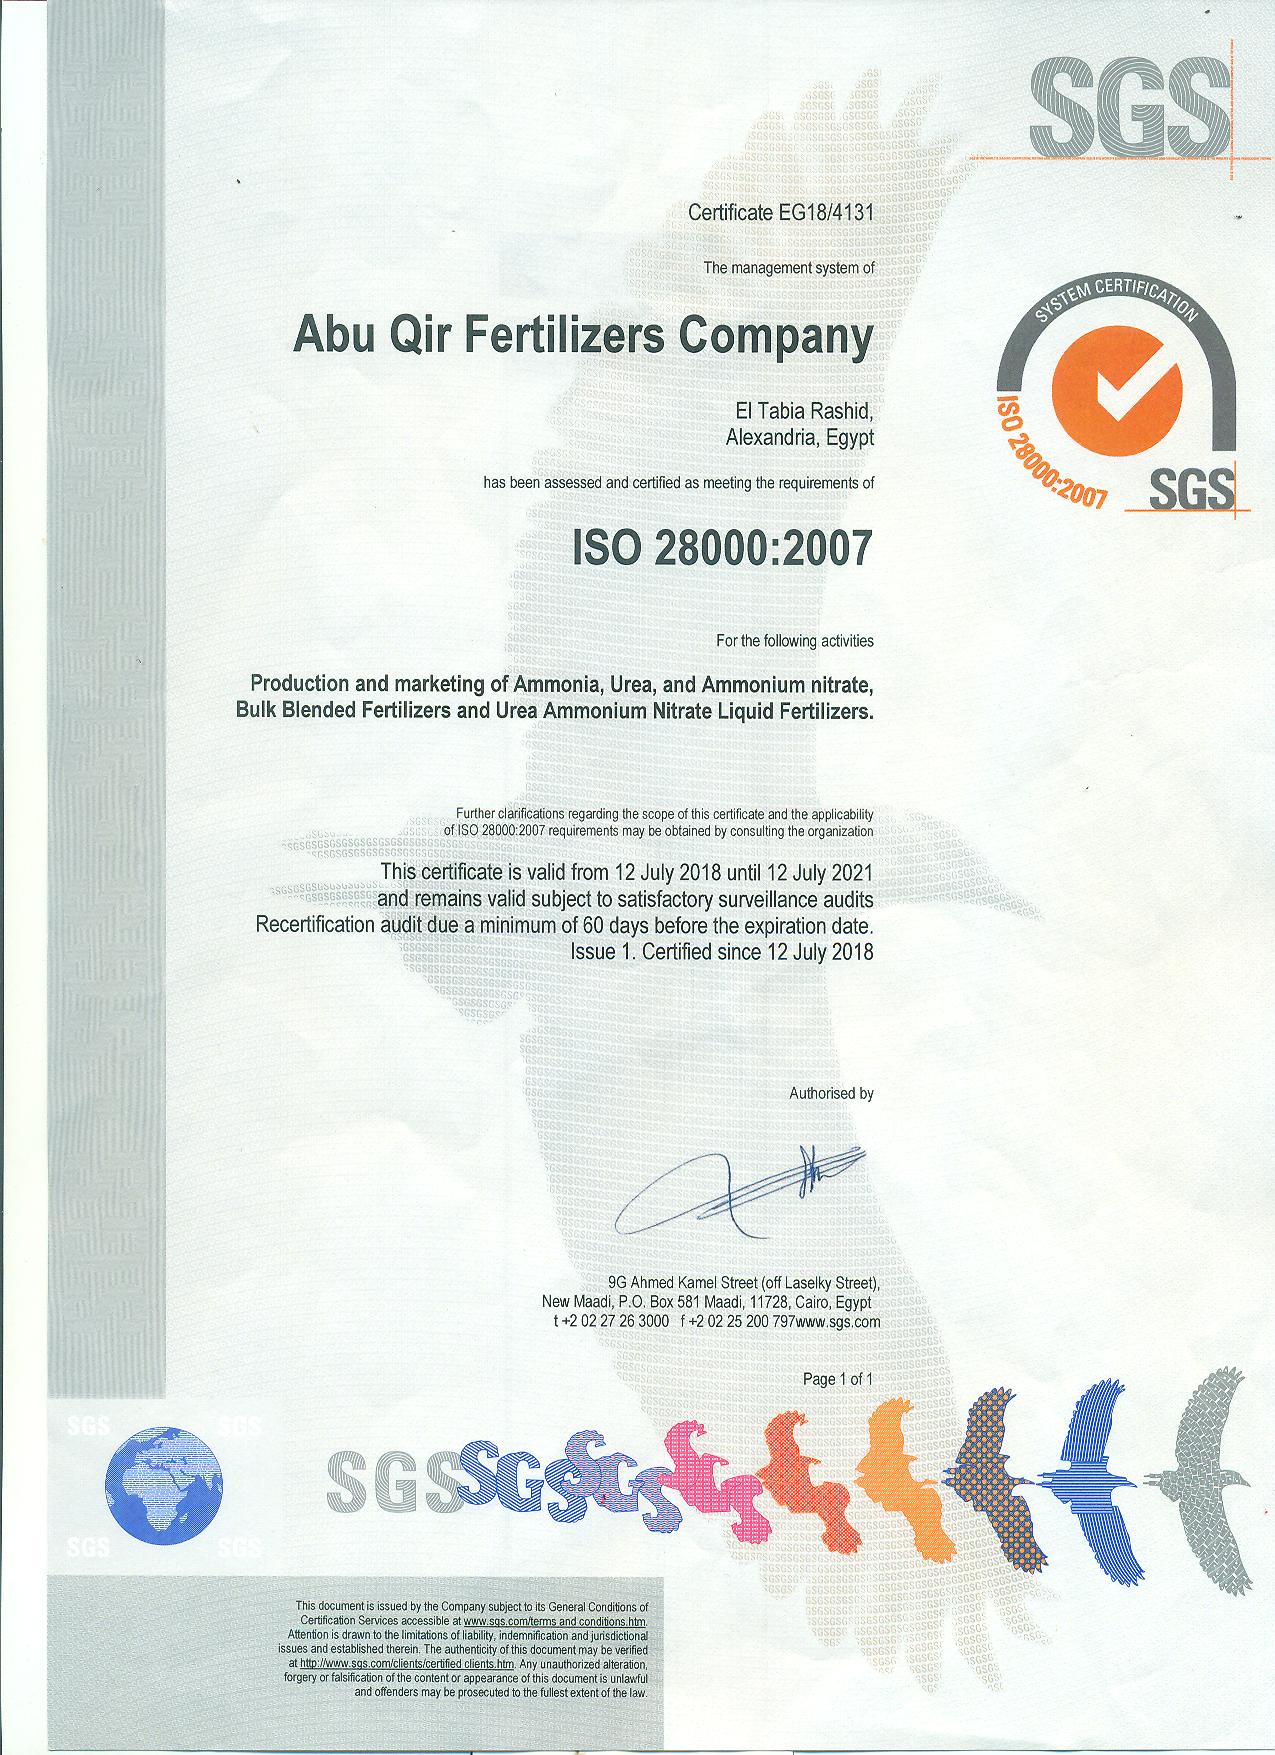 SGS
Certificate EG18/4131
The management system of
Abu Qir Fertilizers Company
El Tabia Rashid,
Alexandria, Egypt
has been assessed and certified as meeting the requirements of
ISO 28000:2007
SYSTEM CERTIFICATION
ISO 28000:2007
SGS
For the following activities
Production and marketing of Ammonia, Urea, and Ammonium nitrate,
Bulk Blended Fertilizers and Urea Ammonium Nitrate Liquid Fertilizers.
Further clarifications regarding the scope of this certificate and the applicability
of ISO 28000:2007 requirements may be obtained by consulting the organization
This certificate is valid from 12 July 2018 until 12 July 2021
and remains valid subject to satisfactory surveillance audits
Recertification audit due a minimum of 60 days before the expiration date.
Issue 1. Certified since 12 July 2018
Authorised by
9G Ahmed Kamel Street (off Laselky Street),
New Maadi, P.O. Box 581 Maadi, 11728, Cairo, Egypt
t +2 02 27 26 3000 f +2 02 25 200 797www.sgs.com
Page 1 of 1
SGS SGS
SGS SGS
SGS SGS SGS
This document is issued by the Company subject to its General Conditions of
Certification Services accessible at www.sgs.com/terms and conditions.htm.
Attention is drawn to the limitations of liability, indemnification and jurisdictional
issues and established therein. The authenticity of this document may be verified
at http://www.sgs.com/clients/certified clients.htm. Any unauthorized alteration,
forgery or falsification of the content or appearance of this document is unlawful
and offenders may be prosecuted to the fullest extent of the law.